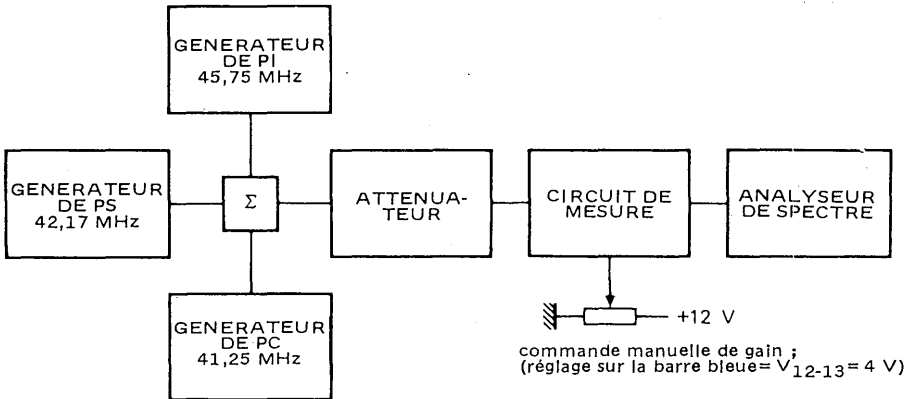 GENERATEUR
DE PI
45,75 MHz
GENERATEUR
DE PS
42,17 MHz
Σ
ATTENUA-
TEUR
CIRCUIT DE
MESURE
ANALYSEUR
DE SPECTRE
GENERATEUR
DE PC
41,25 MHz
+12 V
commande manuelle de gain ;
(réglage sur la barre bleue= V12-13= 4 V)